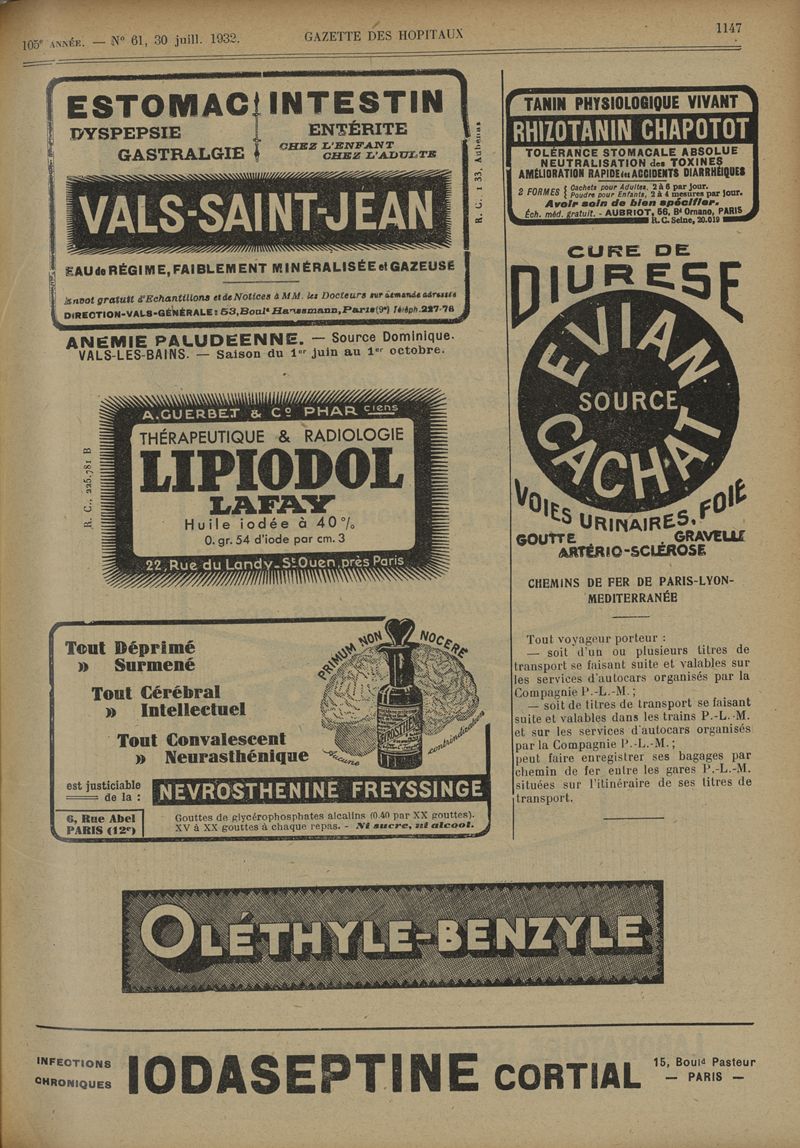 105e ANNÉE. — No 61, 30 juill. 1932.
GAZETTE DES HOPITAUX
1147
ESTOMAC INTESTIN
DYSPEPSIE
GASTRALGIE
ENTÉRITE
CHEZ L'ENFANT
CHEZ L'ADULTE
VALS-SAINT-JEAN
EAU de RÉGIME, FAIBLEMENT MINÉRALISÉE et GAZEUSE
Envoi gratuit d'Echantillons et de Notices à MM. les Docteurs sur demande adressée
DIRECTION-VALS-GÉNÉRALE: 53, Boul^d Haussmann, Paris (9e) Téléph. 227-78
R. C. 1 33, Aubenas
ANEMIE PALUDEENNE. — Source Dominique.
VALS-LES-BAINS. — Saison du 1er juin au 1er octobre.
A. GUERBET & Co PHARciens
THÉRAPEUTIQUE & RADIOLOGIE
LIPIODOL
LAFAY
Huile iodée à 40%
0. gr. 54 d'iode par cm. 3
22, Rue du Landy_St Ouen, près Paris
R. C., 225.781 B
Tout Déprimé
» Surmené
Tout Cérébral
» Intellectuel
Tout Convalescent
» Neurasthénique
PRIMUM NON NOCERE
Aucune contrindication
est justiciable
de la :
NEVROSTHENINE FREYSSINGE
6, Rue Abel
PARIS (12e)
Gouttes de glycérophosphates alcalins (0.40 par XX gouttes).
XV à XX gouttes à chaque repas. - Ni sucre, ni alcool.
TANIN PHYSIOLOGIQUE VIVANT
RHIZOTANIN CHAPOTOT
TOLÉRANCE STOMACALE ABSOLUE
NEUTRALISATION des TOXINES
AMÉLIORATION RAPIDE des ACCIDENTS DIARRHÉIQUES
2 FORMES { Cachets pour Adultes, 2 à 6 par jour.
Poudre pour Enfants, 2 à 4 mesures par jour.
Avoir soin de bien spécifier.
Éch. méd. gratuit. - AUBRIOT, 56, Bd Ornano, PARIS
R. C. Seine, 20.019
CURE DE
DIURESE
EVIAN
SOURCE
CACHAT
VOIES URINAIRES, FOIE
GOUTTE GRAVELLE
ARTÉRIO-SCLÉROSE
CHEMINS DE FER DE PARIS-LYON-
MEDITERRANÉE
Tout voyageur porteur :
— soit d'un ou plusieurs titres de
transport se faisant suite et valables sur
les services d'autocars organisés par la
Compagnie P.-L.-M. ;
— soit de titres de transport se faisant
suite et valables dans les trains P.-L.-M.
et sur les services d'autocars organisés
par la Compagnie P.-L.-M. ;
peut faire enregistrer ses bagages par
chemin de fer entre les gares P.-L.-M.
situées sur l'itinéraire de ses titres de
transport.
OLÉTHYLE-BENZYLE
INFECTIONS
CHRONIQUES
IODASEPTINE CORTIAL
15, Boul^d Pasteur
— PARIS —